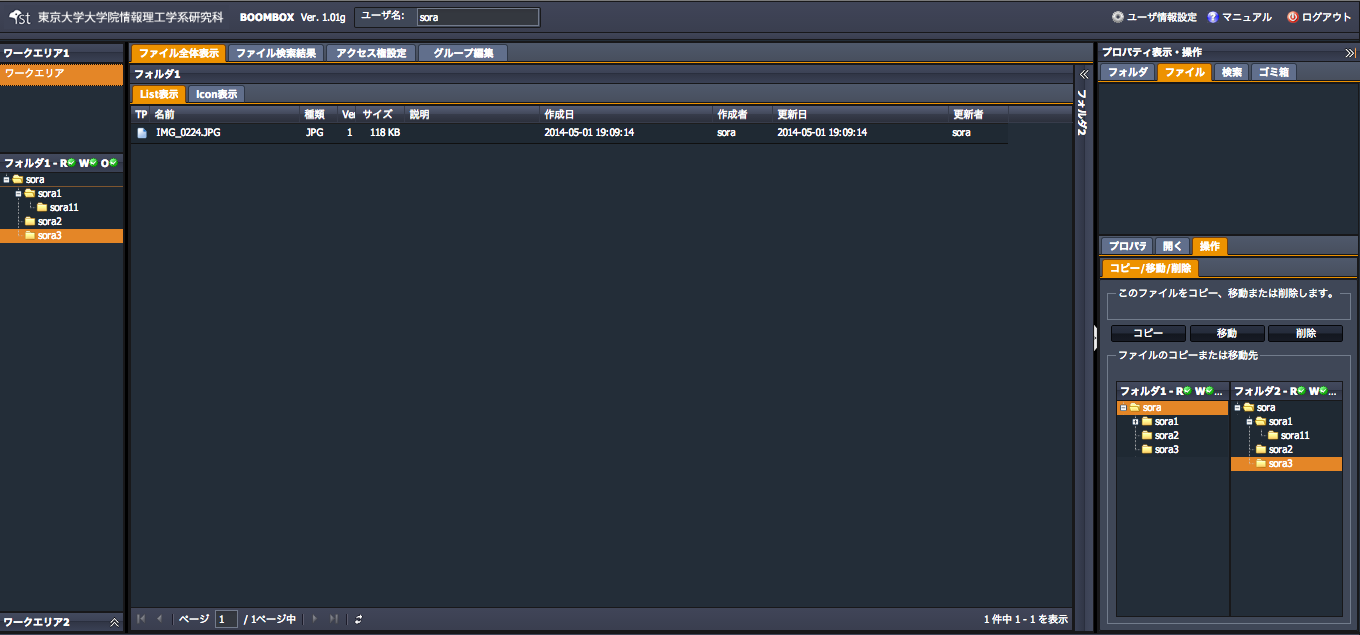 ist 東京大学大学院情報理工学系研究科 BOOMBOX Ver. 1.01g ユーザ名: sora ユーザ情報設定 マニュアル ログアウト
ワークエリア1
ワークエリア
フォルダ1 - R W O
sora
sora1
sora11
sora2
sora3
ワークエリア2
ファイル全体表示 ファイル検索結果 アクセス権設定 グループ編集
フォルダ1
List表示 Icon表示
TP 名前 種類 Ver サイズ 説明 作成日 作成者 更新日 更新者
IMG_0224.JPG JPG 1 118 KB 2014-05-01 19:09:14 sora 2014-05-01 19:09:14 sora
ページ 1 / 1ページ中 1 件中 1 - 1 を表示
フォルダ2
プロパティ表示・操作
フォルダ ファイル 検索 ゴミ箱
プロパテ 開く 操作
コピー/移動/削除
このファイルをコピー、移動または削除します。
コピー 移動 削除
ファイルのコピーまたは移動先
フォルダ1 - R W ...
sora
sora1
sora2
sora3
フォルダ2 - R W ...
sora
sora1
sora11
sora2
sora3